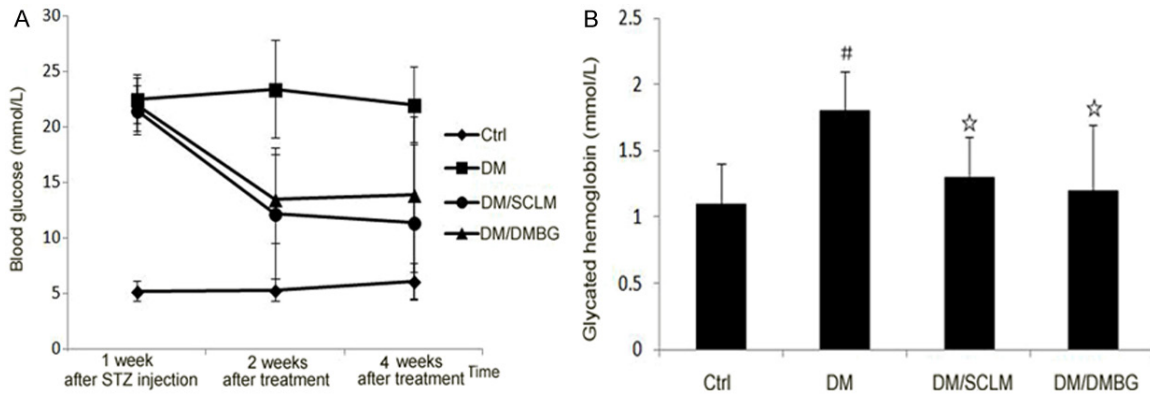 A
Blood glucose (mmol/L)
30
25
20
15
10
5
0
1 week
after STZ injection
2 weeks
after treatment
4 weeks
after treatment
Time
Ctrl
DM
DM/SCLM
DM/DMBG
B
Glycated hemoglobin (mmol/L)
2.5
2
1.5
1
0.5
0
#
☆
☆
Ctrl
DM
DM/SCLM
DM/DMBG